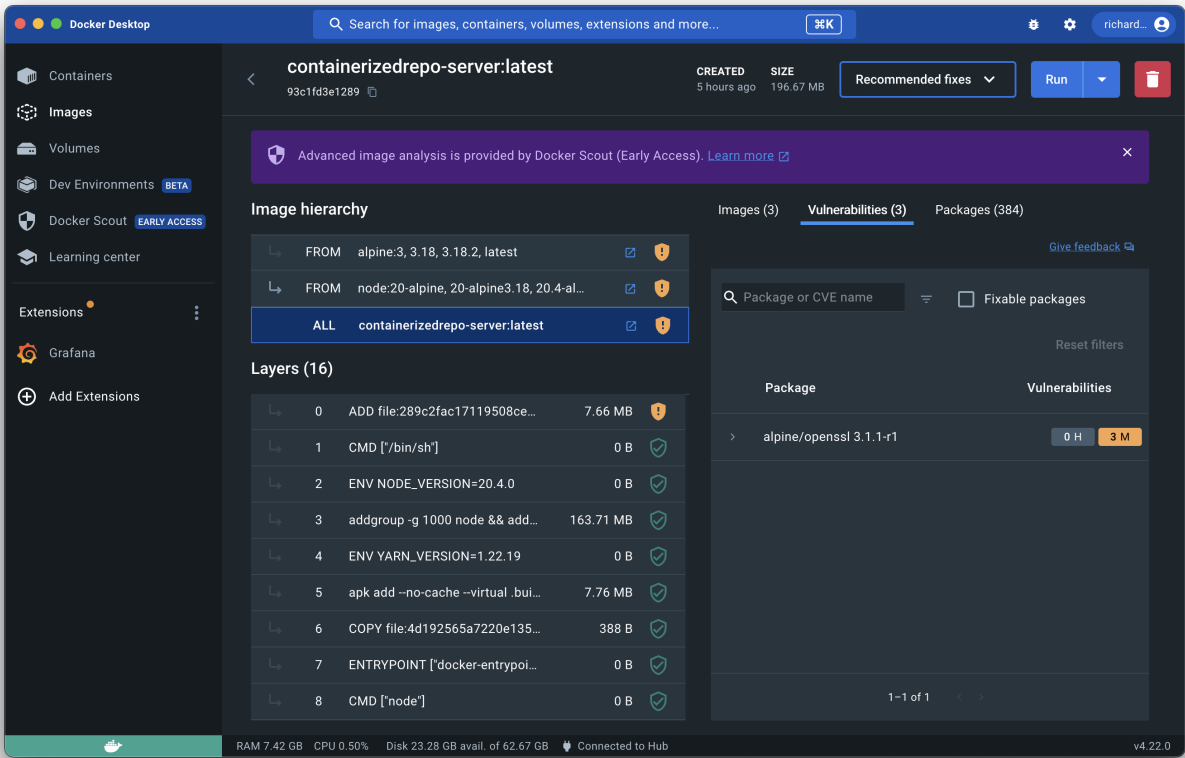 Docker Desktop
Search for images, containers, volumes, extensions and more...
⌘K
richard...
Containers
Images
Volumes
Dev Environments BETA
Docker Scout EARLY ACCESS
Learning center
Extensions
Grafana
Add Extensions
containerizedrepo-server:latest
93c1fd3e1289
CREATED
5 hours ago
SIZE
196.67 MB
Recommended fixes
Run
Advanced image analysis is provided by Docker Scout (Early Access). Learn more
Image hierarchy
FROM alpine:3, 3.18, 3.18.2, latest
FROM node:20-alpine, 20-alpine3.18, 20.4-al...
ALL containerizedrepo-server:latest
Layers (16)
0 ADD file:289c2fac17119508ce... 7.66 MB
1 CMD ["/bin/sh"] 0 B
2 ENV NODE_VERSION=20.4.0 0 B
3 addgroup -g 1000 node && add... 163.71 MB
4 ENV YARN_VERSION=1.22.19 0 B
5 apk add --no-cache --virtual .bui... 7.76 MB
6 COPY file:4d192565a7220e135... 388 B
7 ENTRYPOINT ["docker-entrypoi... 0 B
8 CMD ["node"] 0 B
Images (3)
Vulnerabilities (3)
Packages (384)
Give feedback
Package or CVE name
Fixable packages
Reset filters
Package Vulnerabilities
alpine/openssl 3.1.1-r1 0 H 3 M
1–1 of 1
RAM 7.42 GB CPU 0.50% Disk 23.28 GB avail. of 62.67 GB Connected to Hub
v4.22.0